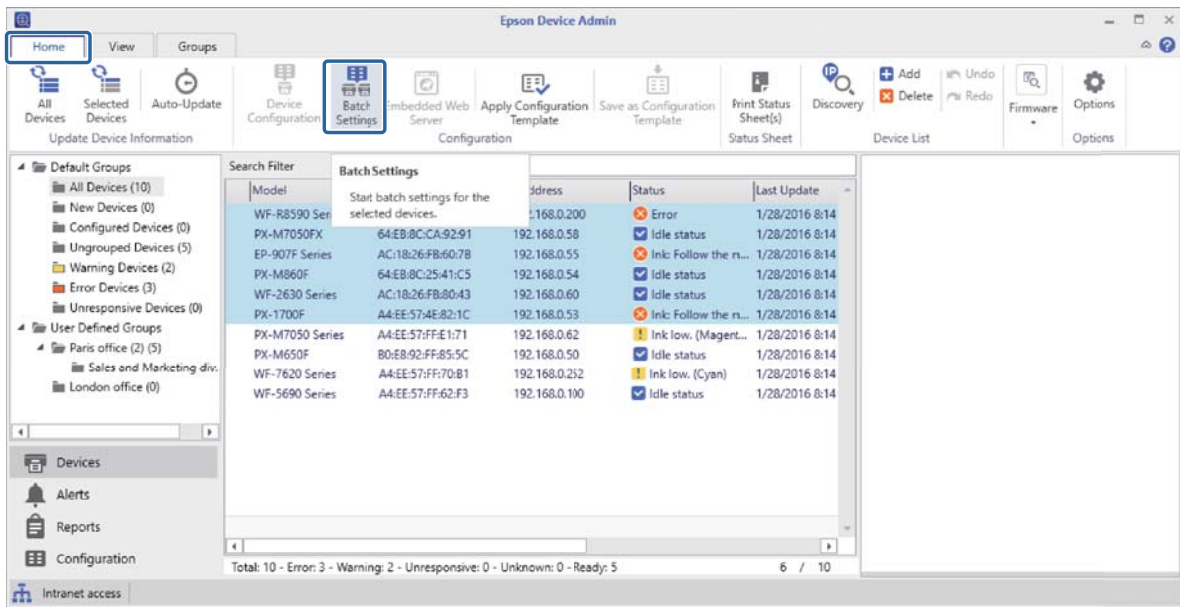 Epson Device Admin
Home View Groups
All Devices
Selected Devices
Auto-Update
Update Device Information
Device Configuration
Batch Settings
Embedded Web Server
Apply Configuration Template
Save as Configuration Template
Configuration
Print Status Sheet(s)
Status Sheet
IP
Discovery
Add
Delete
Undo
Redo
Device List
Firmware
Options
Options
Default Groups
All Devices (10)
New Devices (0)
Configured Devices (0)
Ungrouped Devices (5)
Warning Devices (2)
Error Devices (3)
Unresponsive Devices (0)
User Defined Groups
Paris office (2) (5)
Sales and Marketing div.
London office (0)
Devices
Alerts
Reports
Configuration
Search Filter
Batch Settings
Start batch settings for the
selected devices.
Model ddress Status Last Update
WF-R8590 Seri .168.0.200 Error 1/28/2016 8:14
PX-M7050FX 64:EB:8C:CA:92:91 192.168.0.58 Idle status 1/28/2016 8:14
EP-907F Series AC:18:26:FB:60:7B 192.168.0.55 Ink: Follow the n... 1/28/2016 8:14
PX-M860F 64:EB:8C:25:41:C5 192.168.0.54 Idle status 1/28/2016 8:14
WF-2630 Series AC:18:26:FB:80:43 192.168.0.60 Idle status 1/28/2016 8:14
PX-1700F A4:EE:57:4E:82:1C 192.168.0.53 Ink: Follow the n... 1/28/2016 8:14
PX-M7050 Series A4:EE:57:FF:E1:71 192.168.0.62 Ink low. (Magent... 1/28/2016 8:14
PX-M650F B0:E8:92:FF:85:5C 192.168.0.50 Idle status 1/28/2016 8:14
WF-7620 Series A4:EE:57:FF:70:B1 192.168.0.252 Ink low. (Cyan) 1/28/2016 8:14
WF-5690 Series A4:EE:57:FF:62:F3 192.168.0.100 Idle status 1/28/2016 8:14
Total: 10 - Error: 3 - Warning: 2 - Unresponsive: 0 - Unknown: 0 - Ready: 5 6 / 10
Intranet access